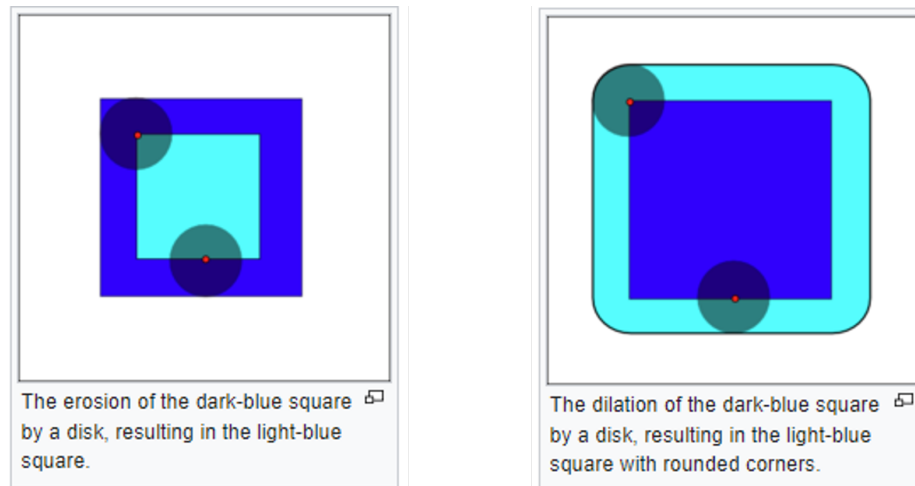 The erosion of the dark-blue square
by a disk, resulting in the light-blue
square.
The dilation of the dark-blue square
by a disk, resulting in the light-blue
square with rounded corners.